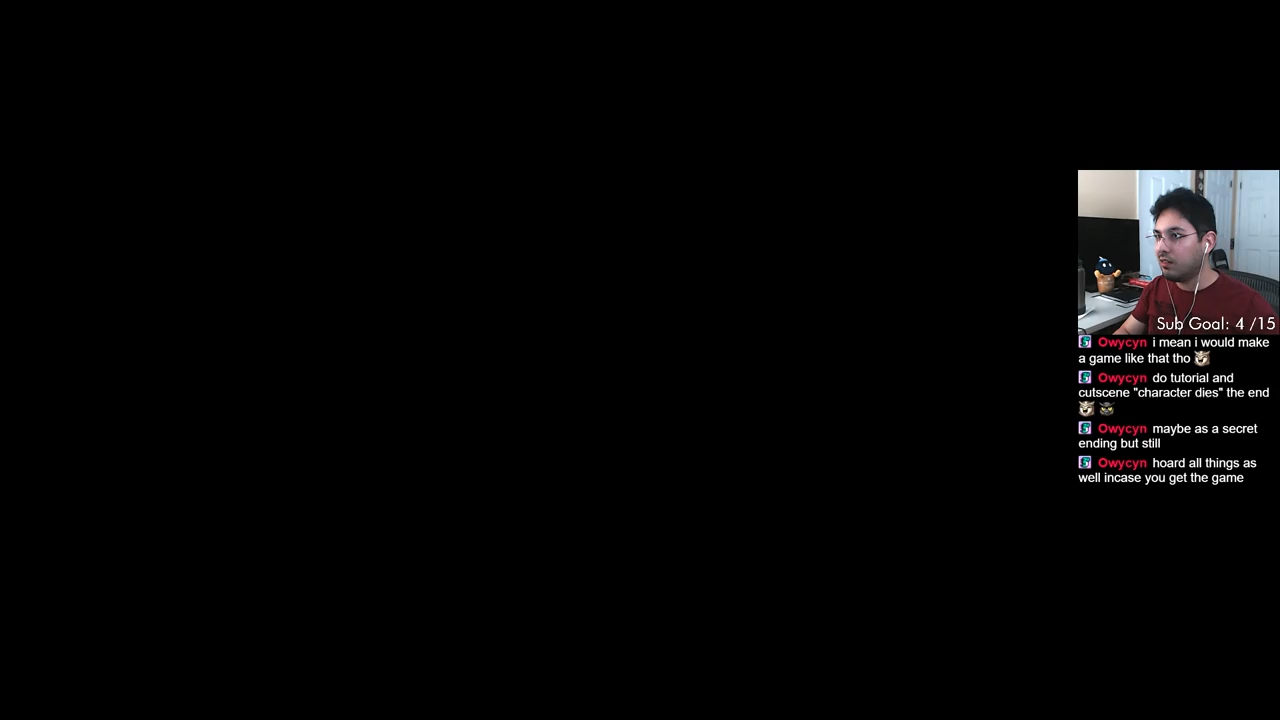 Sub Goal: 4 /15
Owycyn i mean i would make
a game like that tho
Owycyn do tutorial and
cutscene "character dies" the end
Owycyn maybe as a secret
ending but still
Owycyn hoard all things as
well incase you get the game